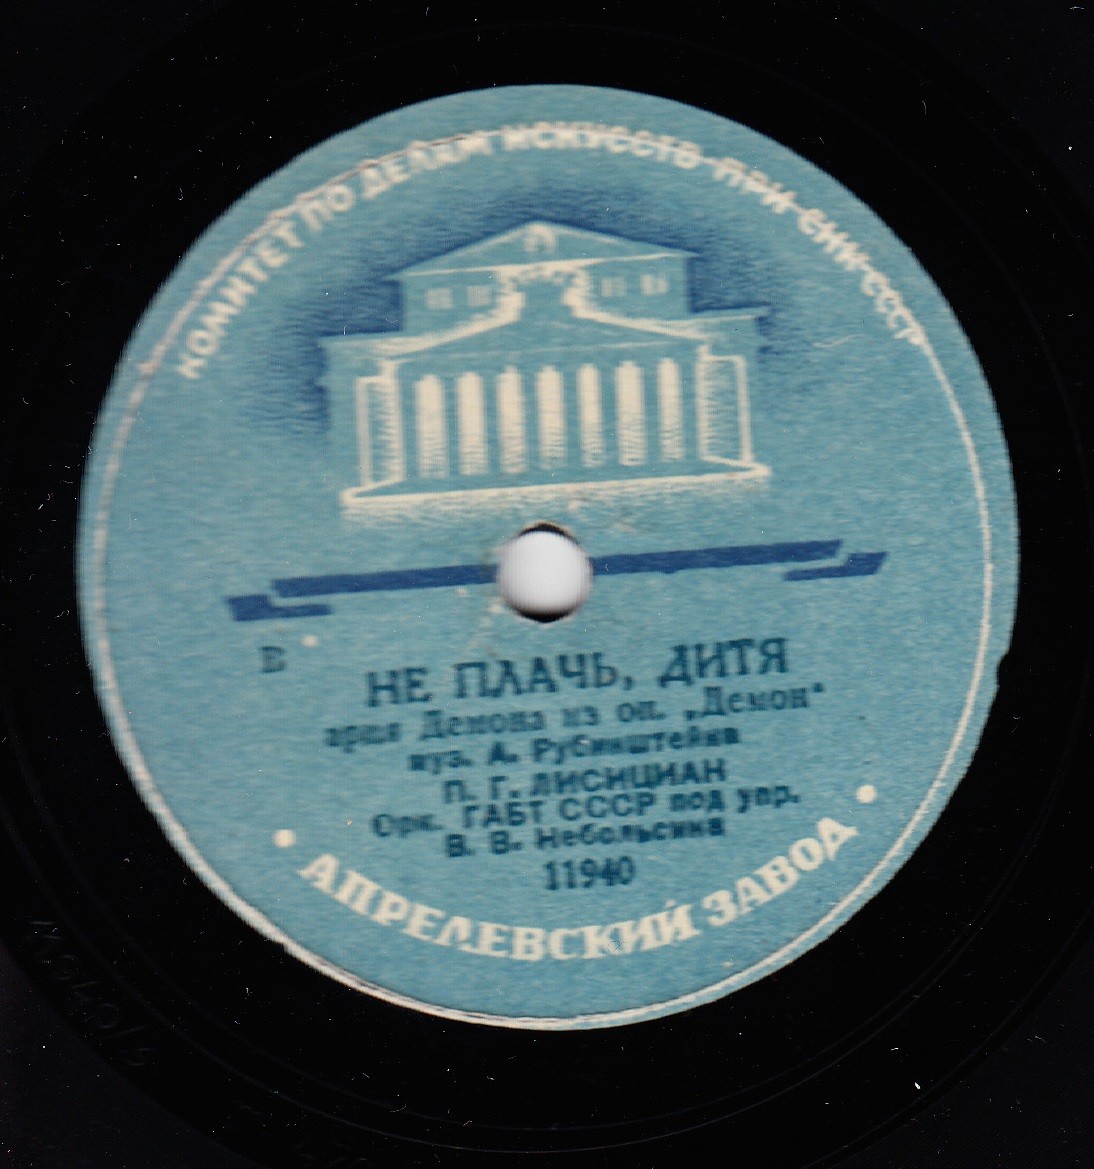 КОМИТЕТ ПО ДЕЛАМ ИСКУССТВ ПРИ СНК СССР
В
НЕ ПЛАЧЬ, ДИТЯ
ария Демона из оп. „Демон"
муз. А. Рубинштейна
П. Г. ЛИСИЦИАН
Орк. ГАБТ СССР под упр.
В. В. Небольсина
11940
АПРЕЛЕВСКИЙ ЗАВОД